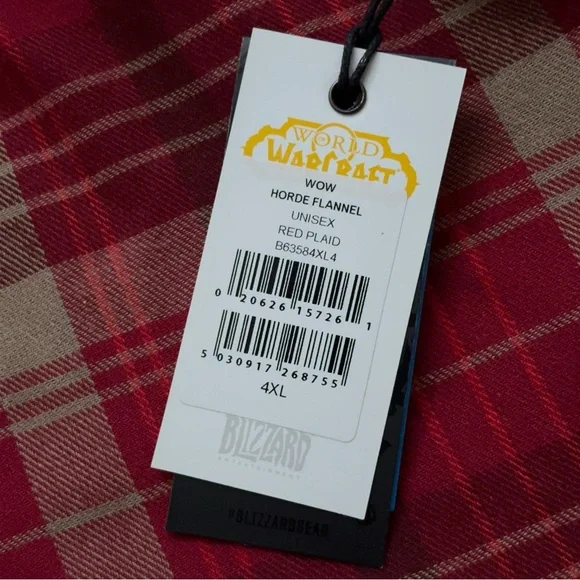 WORLD
WARCRAFT
WOW
HORDE FLANNEL
UNISEX
RED PLAID
B63584XL4
0 20626 15726 1
5 030917 268755
4XL
BLIZZARD
ENTERTAINMENT
#BLIZZARDGEAR